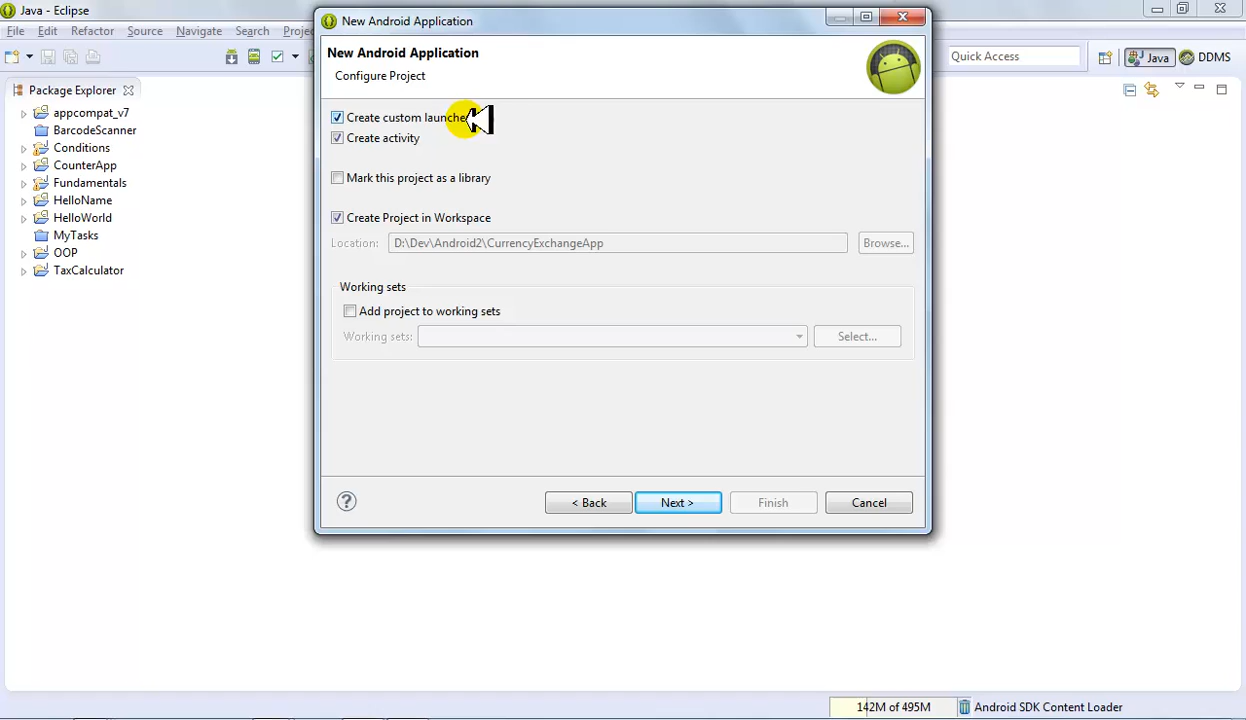 Java - Eclipse
New Android Application
File Edit Refactor Source Navigate Search
Quick Access
Java
DDMS
New Android Application
Configure Project
Package Explorer
Create custom
appcompat_v7
BarcodeScanner
Create activity
Conditions
CounterApp
Mark this project as a library
Fundamentals
HelloName
HelloWorld
Create Project in Workspace
MyTasks
Location: D:\Dev\Android2\CurrencyExchangeApp Browse...
OOP
TaxCalculator
Working sets
Add project to working sets
Working sets: Select...
< Back Next > Finish Cancel
142M of 495M
Android SDK Content Loader